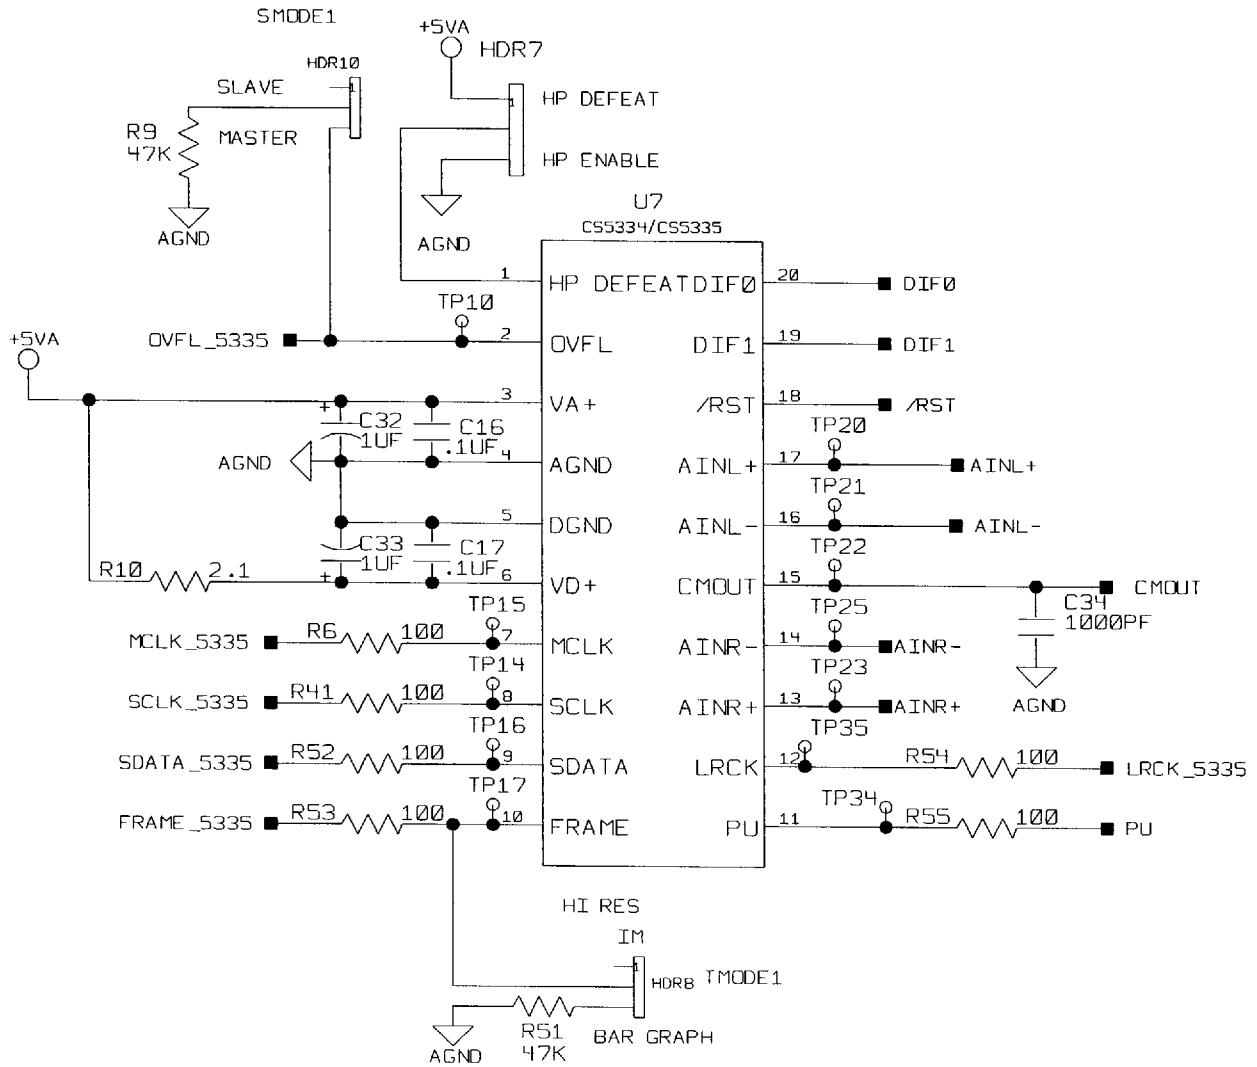 SMODE1
+5VA
HDR7
HDR10
1
SLAVE
R9
47K
MASTER
AGND
1
HP DEFEAT
HP ENABLE
AGND
U7
CS5334/CS5335
1 HP DEFEAT DIF0 20 DIF0
TP10
OVFL_5335 2 OVFL DIF1 19 DIF1
+5VA
3 VA+ /RST 18 /RST
+ C32 1UF
C16 .1UF
TP20
AGND 4 AGND AINL+ 17 AINL+
TP21
5 DGND AINL- 16 AINL-
C33 1UF
C17 .1UF
TP22
R10 2.1 + 6 VD+ CMOUT 15 CMOUT
C34
1000PF
AGND
TP15
TP25
MCLK_5335 R6 100 7 MCLK AINR- 14 AINR-
TP14
TP23
SCLK_5335 R41 100 8 SCLK AINR+ 13 AINR+
TP16
TP35
SDATA_5335 R52 100 9 SDATA LRCK 12 R54 100 LRCK_5335
TP17
TP34
FRAME_5335 R53 100 10 FRAME PU 11 R55 100 PU
HI RES
IM
1
HDR8 TMODE1
R51
47K
BAR GRAPH
AGND